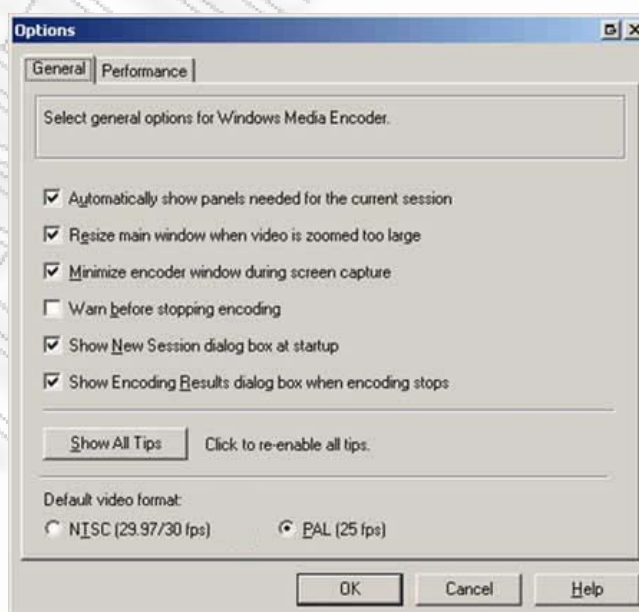 Options
General
Performance
Select general options for Windows Media Encoder.
Automatically show panels needed for the current session
Resize main window when video is zoomed too large
Minimize encoder window during screen capture
Warn before stopping encoding
Show New Session dialog box at startup
Show Encoding Results dialog box when encoding stops
Show All Tips
Click to re-enable all tips.
Default video format:
NTSC (29.97/30 fps)
PAL (25 fps)
OK
Cancel
Help